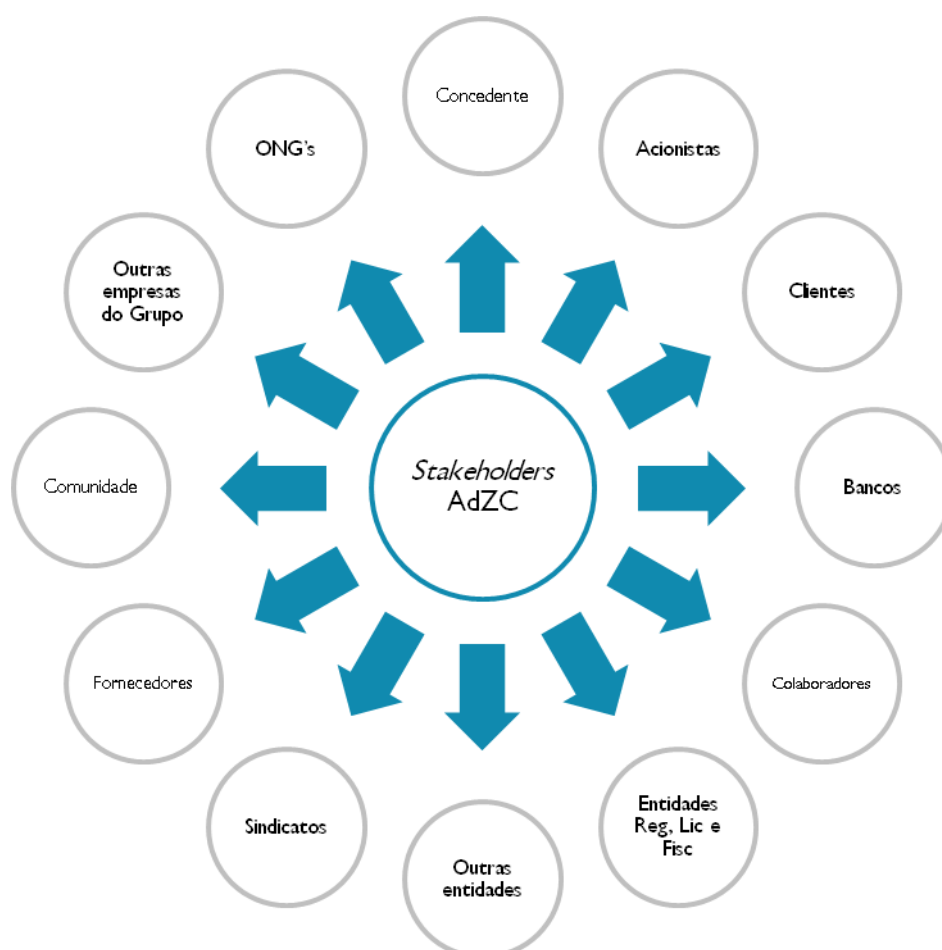 Concedente
ONG's
Acionistas
Outras
empresas
do Grupo
Clientes
Comunidade
Stakeholders
AdZC
Bancos
Fornecedores
Colaboradores
Sindicatos
Entidades
Reg, Lic e
Fisc
Outras
entidades